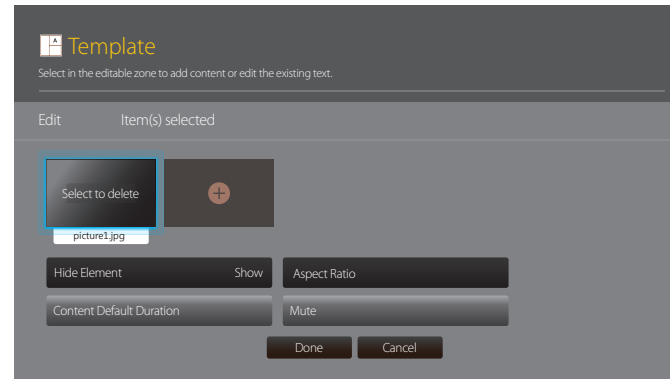 A
Template
Select in the editable zone to add content or edit the existing text.
Edit Item(s) selected
Select to delete
picture1.jpg
Hide Element Show Aspect Ratio
Content Default Duration Mute
Done Cancel